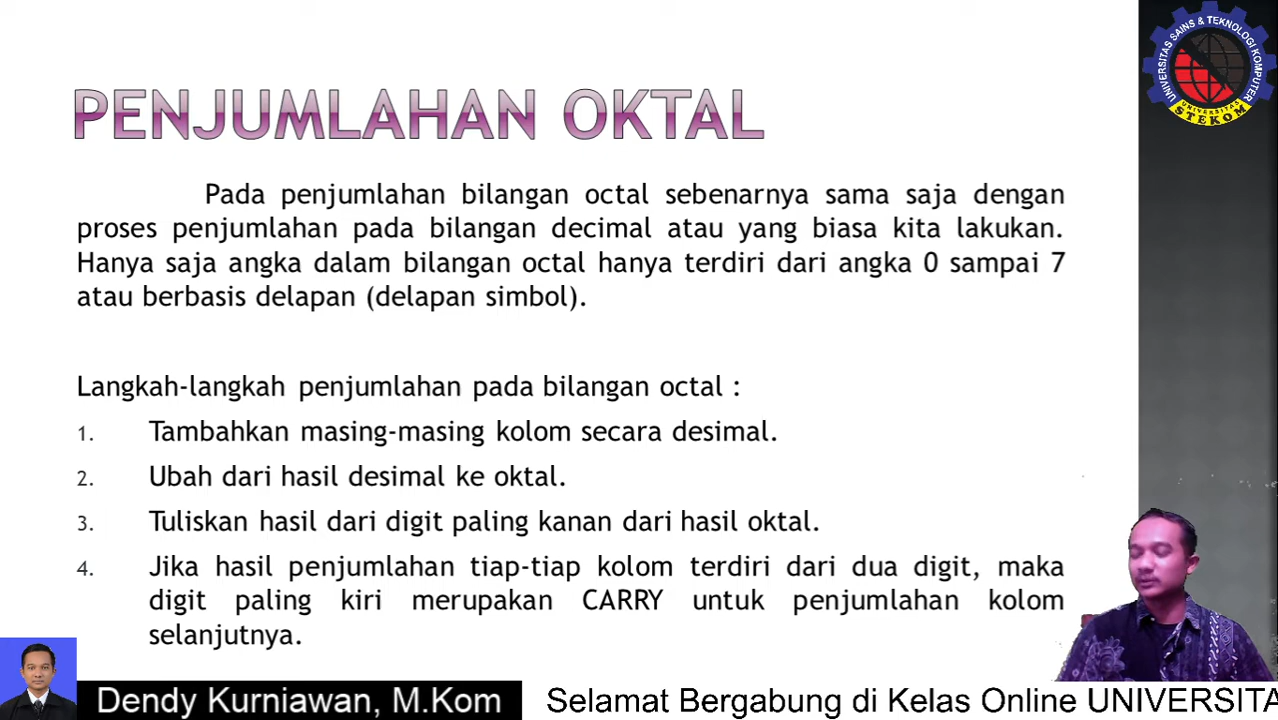 PENJUMLAHAN OKTAL
Pada penjumlahan bilangan octal sebenarnya sama saja dengan
proses penjumlahan pada bilangan decimal atau yang biasa kita lakukan.
Hanya saja angka dalam bilangan octal hanya terdiri dari angka 0 sampai 7
atau berbasis delapan (delapan simbol).
Langkah-langkah penjumlahan pada bilangan octal :
1. Tambahkan masing-masing kolom secara desimal.
2. Ubah dari hasil desimal ke oktal.
3. Tuliskan hasil dari digit paling kanan dari hasil oktal.
4. Jika hasil penjumlahan tiap-tiap kolom terdiri dari dua digit, maka
digit paling kiri merupakan CARRY untuk penjumlahan kolom
selanjutnya.
UNIVERSITAS SAINS & TEKNOLOGI KOMPUTER
UNIVERSITAS
STEKOM
Dendy Kurniawan, M.Kom
Selamat Bergabung di Kelas Online UNIVERSITA